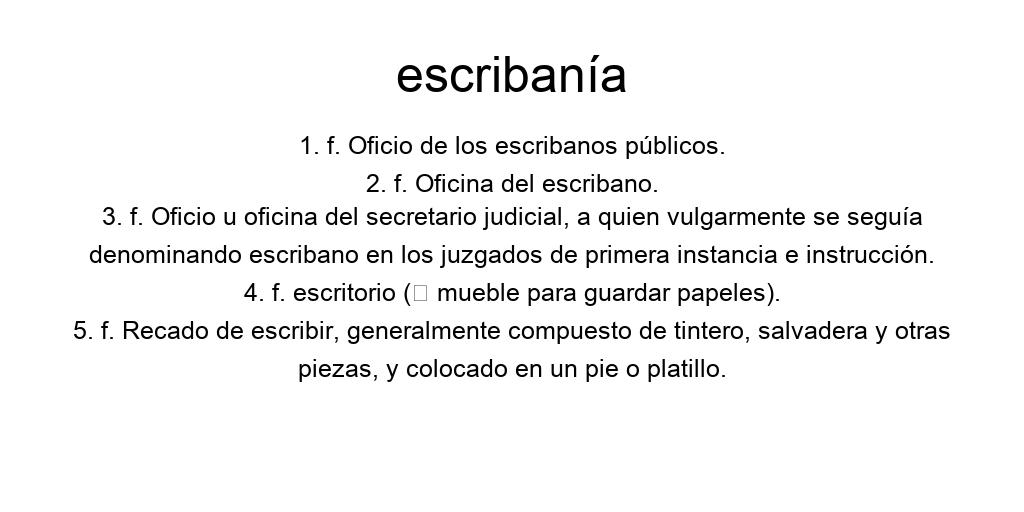 escribanía
1. f. Oficio de los escribanos públicos.
2. f. Oficina del escribano.
3. f. Oficio u oficina del secretario judicial, a quien vulgarmente se seguía
denominando escribano en los juzgados de primera instancia e instrucción.
4. f. escritorio (▯ mueble para guardar papeles).
5. f. Recado de escribir, generalmente compuesto de tintero, salvadera y otras
piezas, y colocado en un pie o platillo.